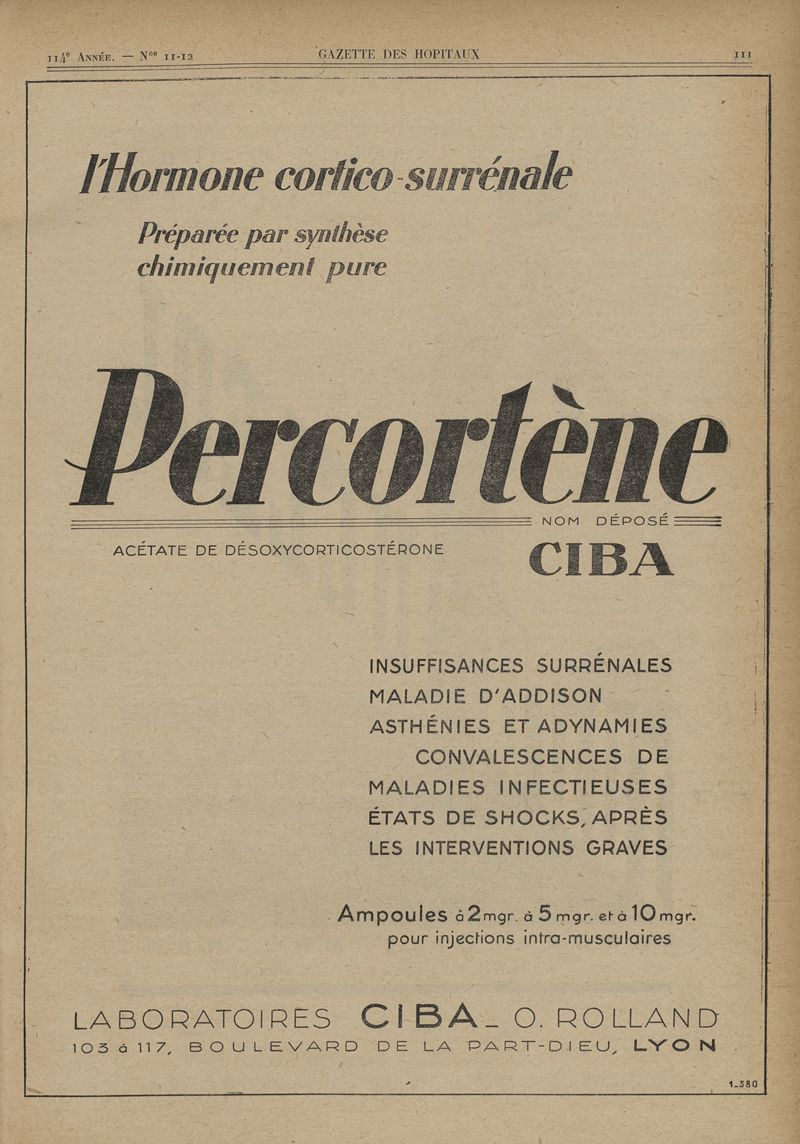 114e ANNÉE. — Nos 11-12 GAZETTE DES HOPITAUX III
l'Hormone cortico-surrénale
Préparée par synthèse
chimiquement pure
Percortène
NOM DÉPOSÉ
ACÉTATE DE DÉSOXYCORTICOSTÉRONE CIBA
INSUFFISANCES SURRÉNALES
MALADIE D'ADDISON
ASTHÉNIES ET ADYNAMIES
CONVALESCENCES DE
MALADIES INFECTIEUSES
ÉTATS DE SHOCKS, APRÈS
LES INTERVENTIONS GRAVES
Ampoules à 2 mgr. à 5 mgr. et à 10 mgr.
pour injections intra-musculaires
LABORATOIRES CIBA_ O. ROLLAND
103 à 117, BOULEVARD DE LA PART-DIEU, LYON
1-580